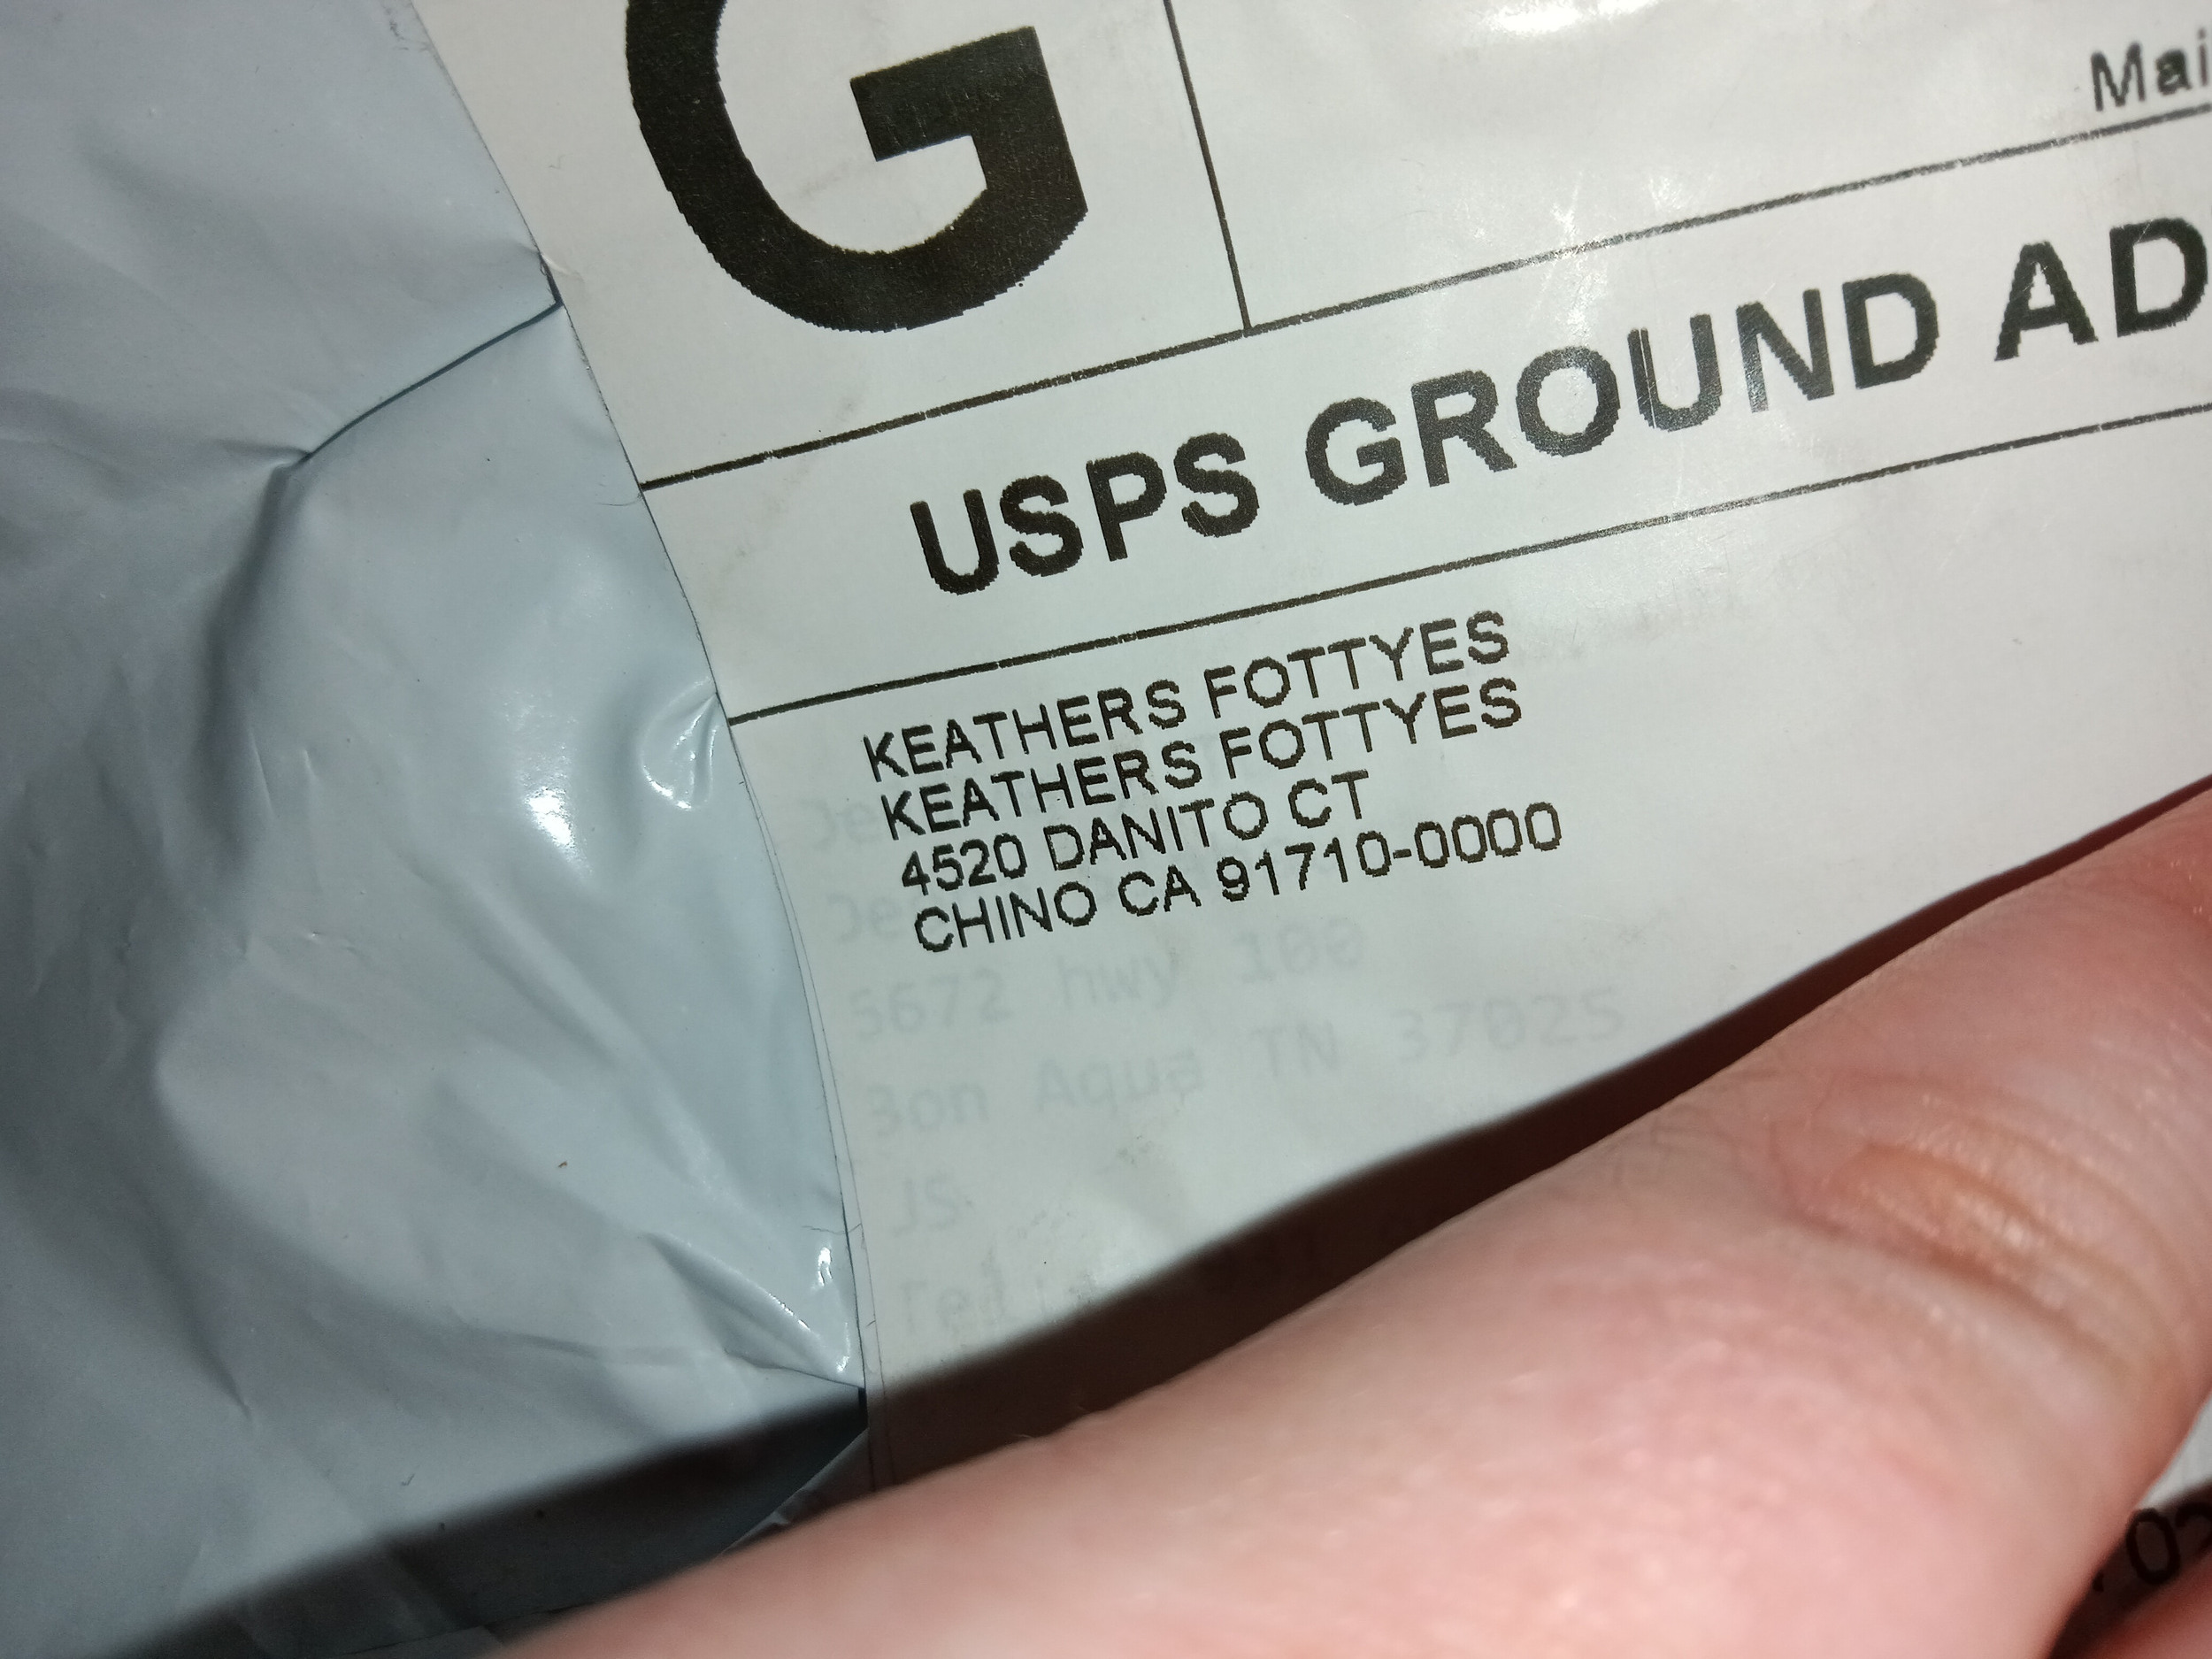 G
Mai
USPS GROUND AD
KEATHERS FOTTYES
KEATHERS FOTTYES
4520 DANITO CT
CHINO CA 91710-0000
5672 hwy 100
Bon Aqua TN 37025